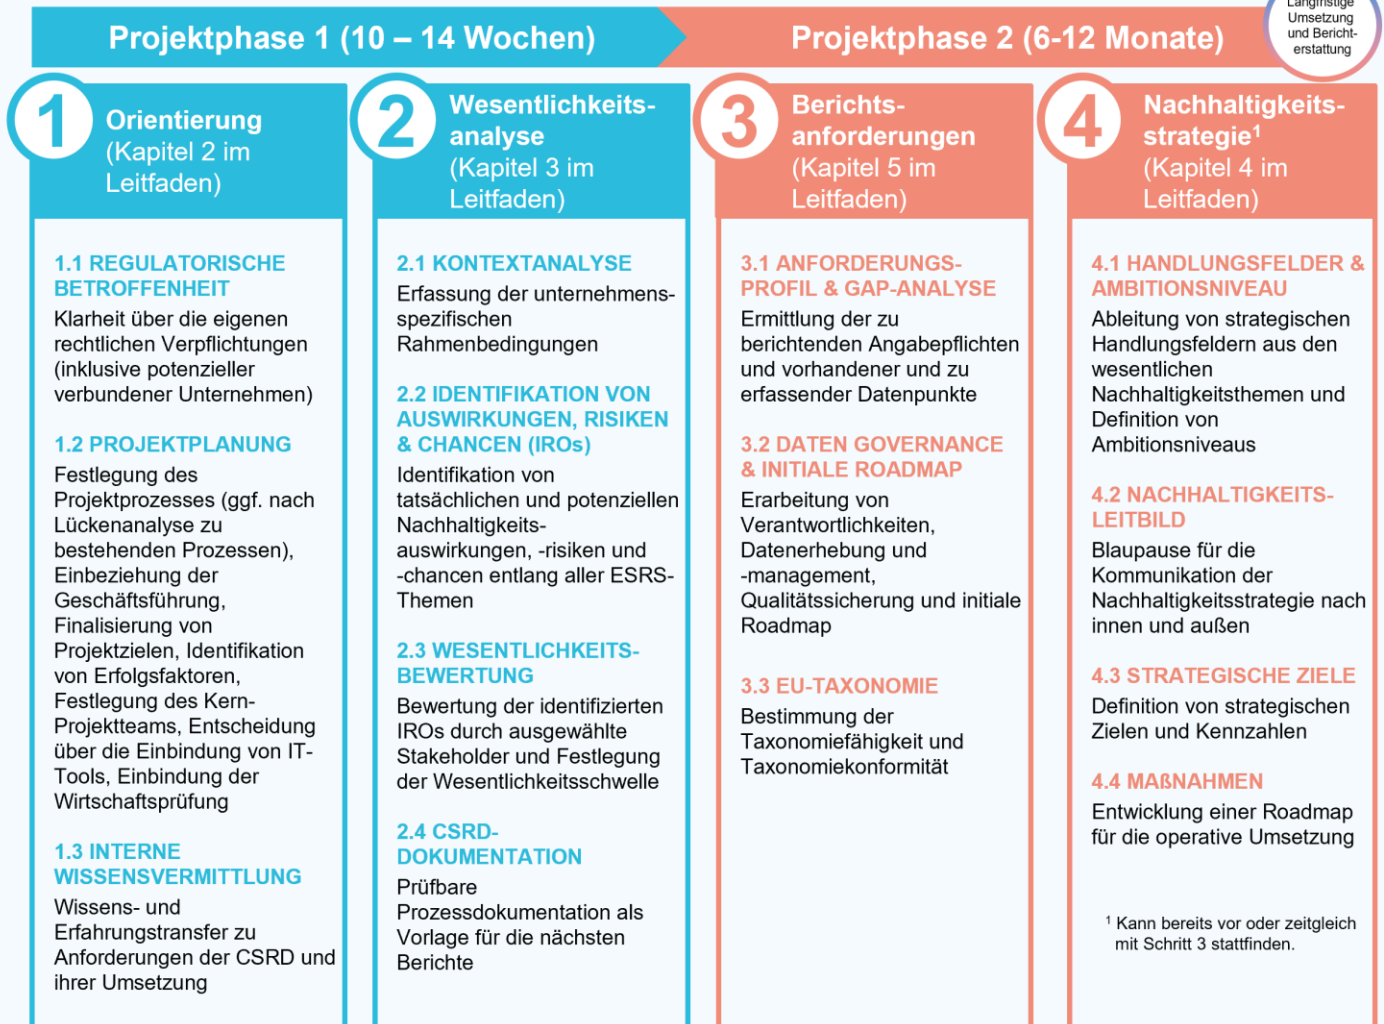 Projektphase 1 (10 – 14 Wochen)
Projektphase 2 (6-12 Monate)
Langfristige
Umsetzung
und Bericht-
erstattung
1
Orientierung
(Kapitel 2 im
Leitfaden)
1.1 REGULATORISCHE
BETROFFENHEIT
Klarheit über die eigenen
rechtlichen Verpflichtungen
(inklusive potenzieller
verbundener Unternehmen)
1.2 PROJEKTPLANUNG
Festlegung des
Projektprozesses (ggf. nach
Lückenanalyse zu
bestehenden Prozessen),
Einbeziehung der
Geschäftsführung,
Finalisierung von
Projektzielen, Identifikation
von Erfolgsfaktoren,
Festlegung des Kern-
Projektteams, Entscheidung
über die Einbindung von IT-
Tools, Einbindung der
Wirtschaftsprüfung
1.3 INTERNE
WISSENSVERMITTLUNG
Wissens- und
Erfahrungstransfer zu
Anforderungen der CSRD und
ihrer Umsetzung
2
Wesentlichkeits-
analyse
(Kapitel 3 im
Leitfaden)
2.1 KONTEXTANALYSE
Erfassung der unternehmens-
spezifischen
Rahmenbedingungen
2.2 IDENTIFIKATION VON
AUSWIRKUNGEN, RISIKEN
& CHANCEN (IROs)
Identifikation von
tatsächlichen und potenziellen
Nachhaltigkeits-
auswirkungen, -risiken und
-chancen entlang aller ESRS-
Themen
2.3 WESENTLICHKEITS-
BEWERTUNG
Bewertung der identifizierten
IROs durch ausgewählte
Stakeholder und Festlegung
der Wesentlichkeitsschwelle
2.4 CSRD-
DOKUMENTATION
Prüfbare
Prozessdokumentation als
Vorlage für die nächsten
Berichte
3
Berichts-
anforderungen
(Kapitel 5 im
Leitfaden)
3.1 ANFORDERUNGS-
PROFIL & GAP-ANALYSE
Ermittlung der zu
berichtenden Angabepflichten
und vorhandener und zu
erfassender Datenpunkte
3.2 DATEN GOVERNANCE
& INITIALE ROADMAP
Erarbeitung von
Verantwortlichkeiten,
Datenerhebung und
-management,
Qualitätssicherung und initiale
Roadmap
3.3 EU-TAXONOMIE
Bestimmung der
Taxonomiefähigkeit und
Taxonomiekonformität
4
Nachhaltigkeits-
strategie¹
(Kapitel 4 im
Leitfaden)
4.1 HANDLUNGSFELDER &
AMBITIONSNIVEAU
Ableitung von strategischen
Handlungsfeldern aus den
wesentlichen
Nachhaltigkeitsthemen und
Definition von
Ambitionsniveaus
4.2 NACHHALTIGKEITS-
LEITBILD
Blaupause für die
Kommunikation der
Nachhaltigkeitsstrategie nach
innen und außen
4.3 STRATEGISCHE ZIELE
Definition von strategischen
Zielen und Kennzahlen
4.4 MAßNAHMEN
Entwicklung einer Roadmap
für die operative Umsetzung
¹ Kann bereits vor oder zeitgleich
mit Schritt 3 stattfinden.